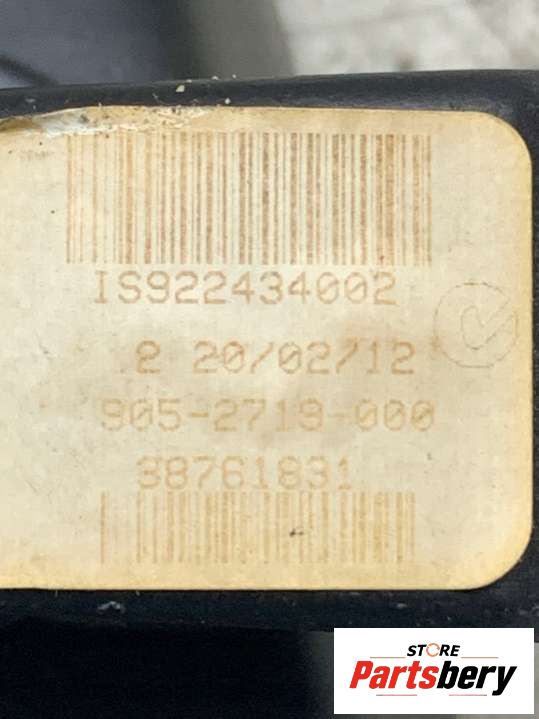 IS922434002
2 20/02/12
905-2719-000
38761831
R
STORE
Partsbery